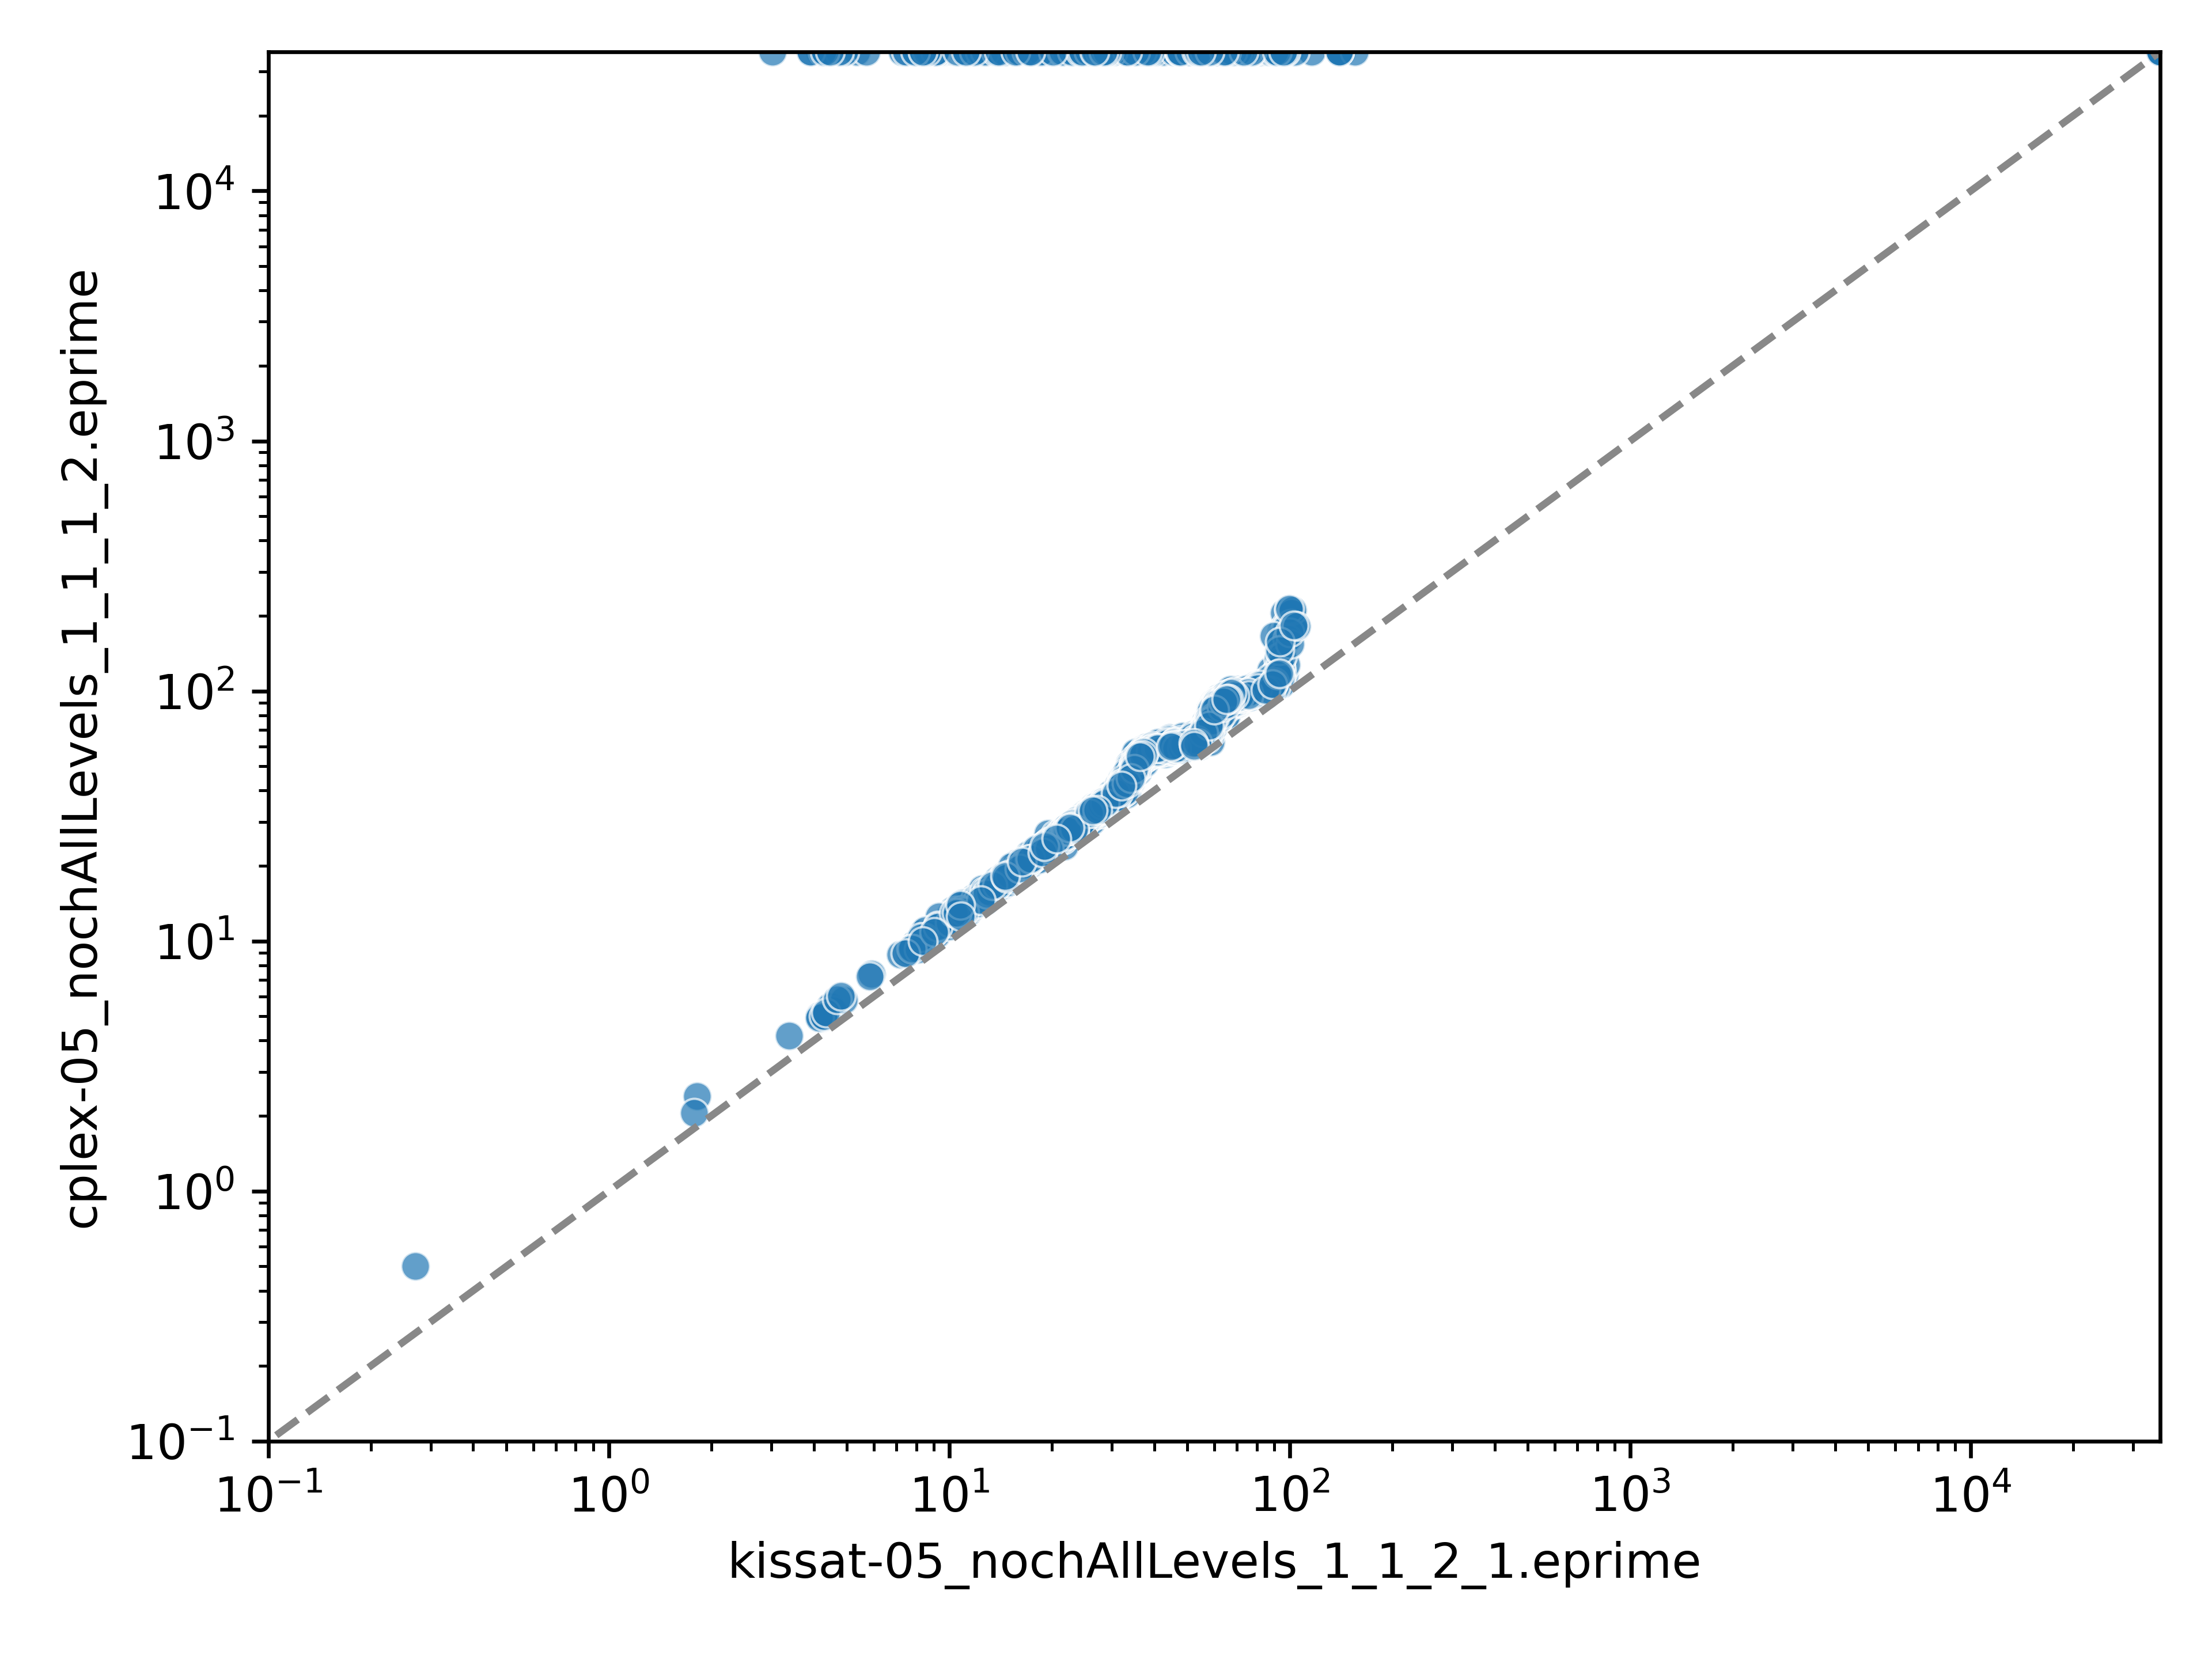 cplex-05_nochAllLevels_1_1_1_2.eprime
10^4
10^3
10^2
10^1
10^0
10^-1
10^-1 10^0 10^1 10^2 10^3 10^4
kissat-05_nochAllLevels_1_1_2_1.eprime